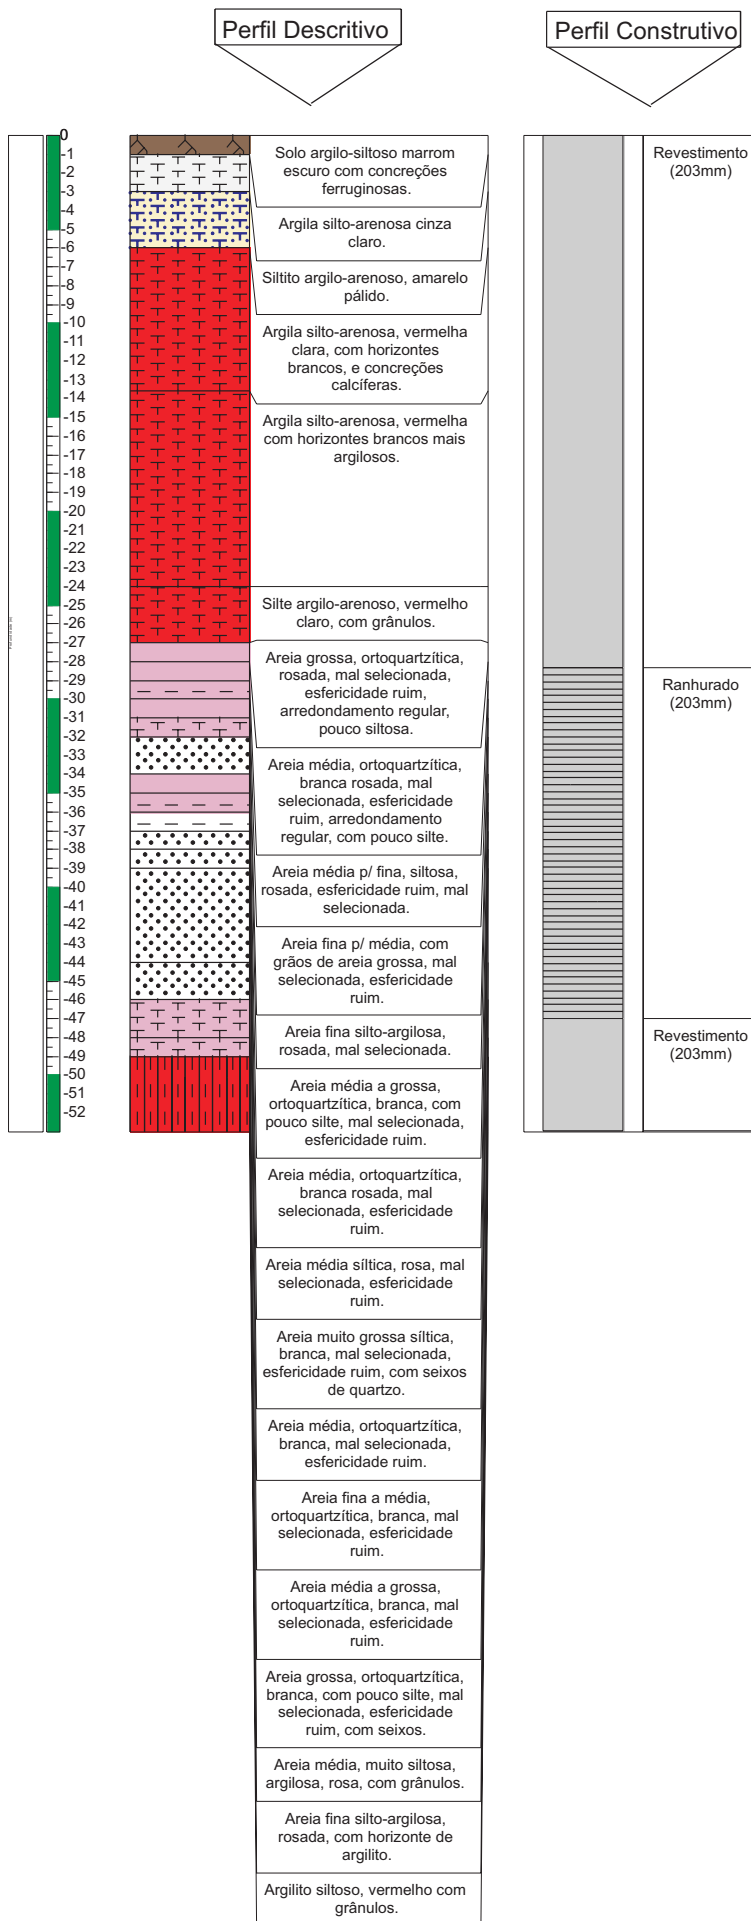 Perfil Descritivo
Perfil Construtivo
0
-1
-2
-3
-4
-5
-6
-7
-8
-9
-10
-11
-12
-13
-14
-15
-16
-17
-18
-19
-20
-21
-22
-23
-24
-25
-26
-27
-28
-29
-30
-31
-32
-33
-34
-35
-36
-37
-38
-39
-40
-41
-42
-43
-44
-45
-46
-47
-48
-49
-50
-51
-52
Solo argilo-siltoso marrom
escuro com concreções
ferruginosas.
Argila silto-arenosa cinza
claro.
Siltito argilo-arenoso, amarelo
pálido.
Argila silto-arenosa, vermelha
clara, com horizontes
brancos, e concreções
calcíferas.
Argila silto-arenosa, vermelha
com horizontes brancos mais
argilosos.
Silte argilo-arenoso, vermelho
claro, com grânulos.
Areia grossa, ortoquartzítica,
rosada, mal selecionada,
esfericidade ruim,
arredondamento regular,
pouco siltosa.
Areia média, ortoquartzítica,
branca rosada, mal
selecionada, esfericidade
ruim, arredondamento
regular, com pouco silte.
Areia média p/ fina, siltosa,
rosada, esfericidade ruim, mal
selecionada.
Areia fina p/ média, com
grãos de areia grossa, mal
selecionada, esfericidade
ruim.
Areia fina silto-argilosa,
rosada, mal selecionada.
Areia média a grossa,
ortoquartzítica, branca, com
pouco silte, mal selecionada,
esfericidade ruim.
Areia média, ortoquartzítica,
branca rosada, mal
selecionada, esfericidade
ruim.
Areia média síltica, rosa, mal
selecionada, esfericidade
ruim.
Areia muito grossa síltica,
branca, mal selecionada,
esfericidade ruim, com seixos
de quartzo.
Areia média, ortoquartzítica,
branca, mal selecionada,
esfericidade ruim.
Areia fina a média,
ortoquartzítica, branca, mal
selecionada, esfericidade
ruim.
Areia média a grossa,
ortoquartzítica, branca, mal
selecionada, esfericidade
ruim.
Areia grossa, ortoquartzítica,
branca, com pouco silte, mal
selecionada, esfericidade
ruim, com seixos.
Areia média, muito siltosa,
argilosa, rosa, com grânulos.
Areia fina silto-argilosa,
rosada, com horizonte de
argilito.
Argilito siltoso, vermelho com
grânulos.
Revestimento
(203mm)
Ranhurado
(203mm)
Revestimento
(203mm)